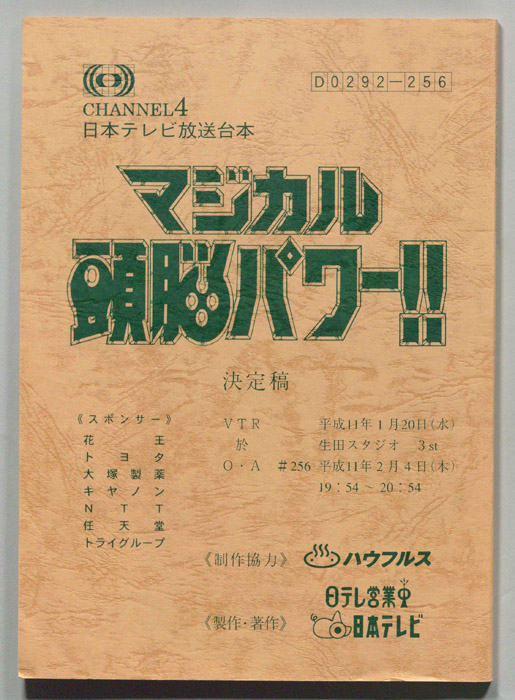 D0292-256
CHANNEL4
日本テレビ放送台本
マジカル
頭脳パワー!!
決定稿
《スポンサー》
花王
トヨタ
大塚製薬
キヤノン
NTT
任天堂
トライグループ
VTR 平成11年1月20日(水)
於 生田スタジオ 3st
O・A #256 平成11年2月4日(木)
19:54～20:54
《制作協力》 ハウフルス
日テレ営業中
《製作・著作》 日本テレビ